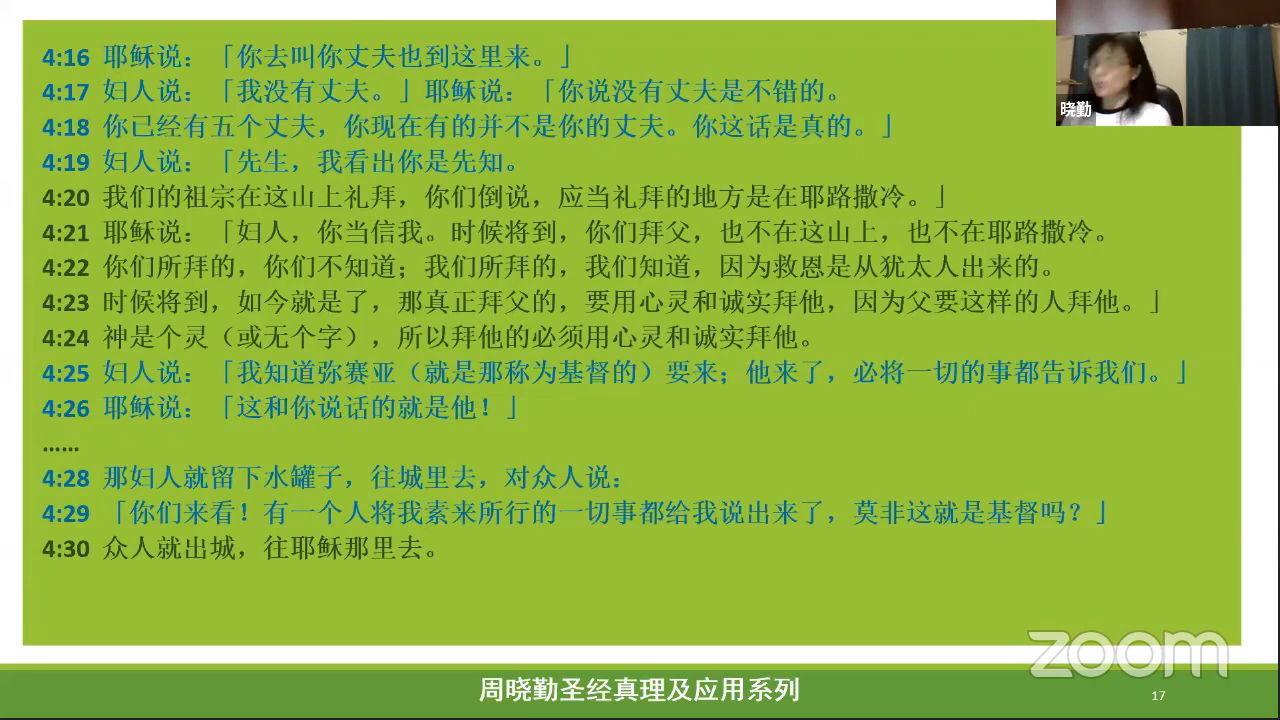 4:16 耶稣说：「你去叫你丈夫也到这里来。」
4:17 妇人说：「我没有丈夫。」耶稣说：「你说没有丈夫是不错的。
4:18 你已经有五个丈夫，你现在有的并不是你的丈夫。你这话是真的。」
4:19 妇人说：「先生，我看出你是先知。
4:20 我们的祖宗在这山上礼拜，你们倒说，应当礼拜的地方是在耶路撒冷。」
4:21 耶稣说：「妇人，你当信我。时候将到，你们拜父，也不在这山上，也不在耶路撒冷。
4:22 你们所拜的，你们不知道；我们所拜的，我们知道，因为救恩是从犹太人出来的。
4:23 时候将到，如今就是了，那真正拜父的，要用心灵和诚实拜他，因为父要这样的人拜他。」
4:24 神是个灵（或无个字），所以拜他的必须用心灵和诚实拜他。
4:25 妇人说：「我知道弥赛亚（就是那称为基督的）要来；他来了，必将一切的事都告诉我们。」
4:26 耶稣说：「这和你说话的就是他！」
……
4:28 那妇人就留下水罐子，往城里去，对众人说：
4:29 「你们来看！有一个人将我素来所行的一切事都给我说出来了，莫非这就是基督吗？」
4:30 众人就出城，往耶稣那里去。
晓勤
zoom
周晓勤圣经真理及应用系列
17